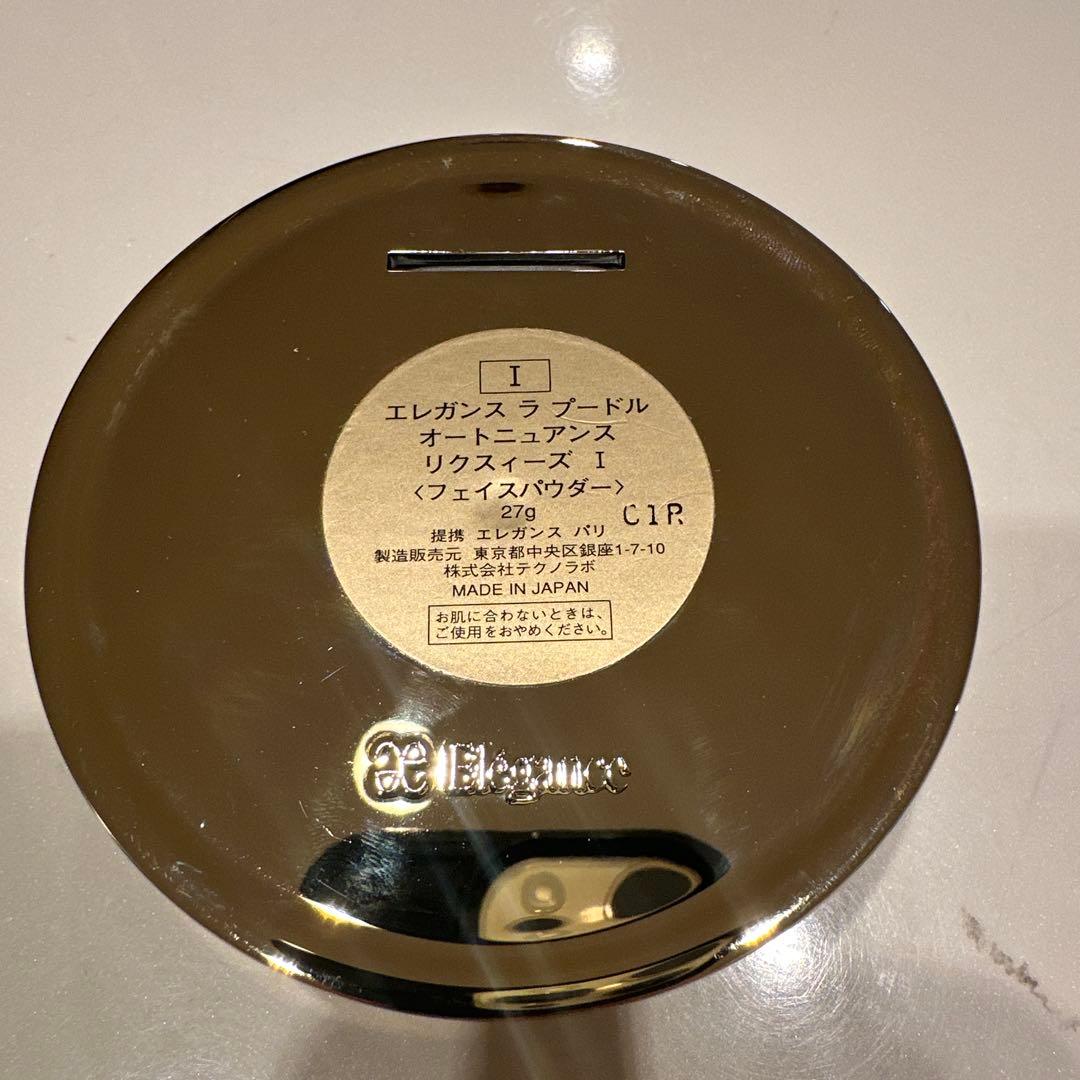 I
エレガンス ラ プードル
オートニュアンス
リクスィーズ I
〈フェイスパウダー〉
27g
C1R
提携 エレガンス パリ
製造販売元 東京都中央区銀座1-7-10
株式会社テクノラボ
MADE IN JAPAN
お肌に合わないときは、
ご使用をおやめください。
æ Elégance